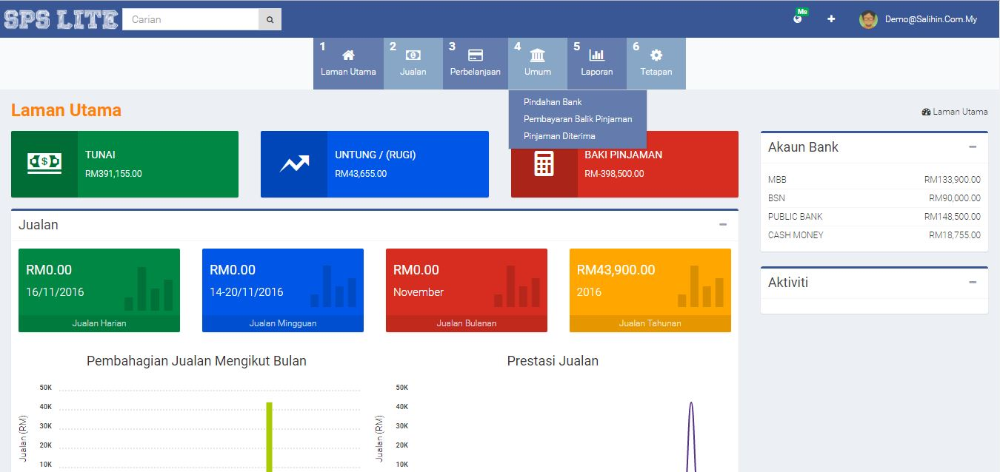 SPS LITE
Carian
Ms
Demo@Salihin.Com.My
1 Laman Utama
2 Jualan
3 Perbelanjaan
4 Umum
5 Laporan
6 Tetapan
Pindahan Bank
Pembayaran Balik Pinjaman
Pinjaman Diterima
Laman Utama
Laman Utama
TUNAI
RM391,155.00
UNTUNG / (RUGI)
RM43,655.00
BAKI PINJAMAN
RM-398,500.00
Akaun Bank
MBB RM133,900.00
BSN RM90,000.00
PUBLIC BANK RM148,500.00
CASH MONEY RM18,755.00
Aktiviti
Jualan
RM0.00
16/11/2016
Jualan Harian
RM0.00
14-20/11/2016
Jualan Mingguan
RM0.00
November
Jualan Bulanan
RM43,900.00
2016
Jualan Tahunan
Pembahagian Jualan Mengikut Bulan
Jualan (RM)
50K
40K
30K
20K
10K
Prestasi Jualan
Jualan (RM)
50K
40K
30K
20K
10K